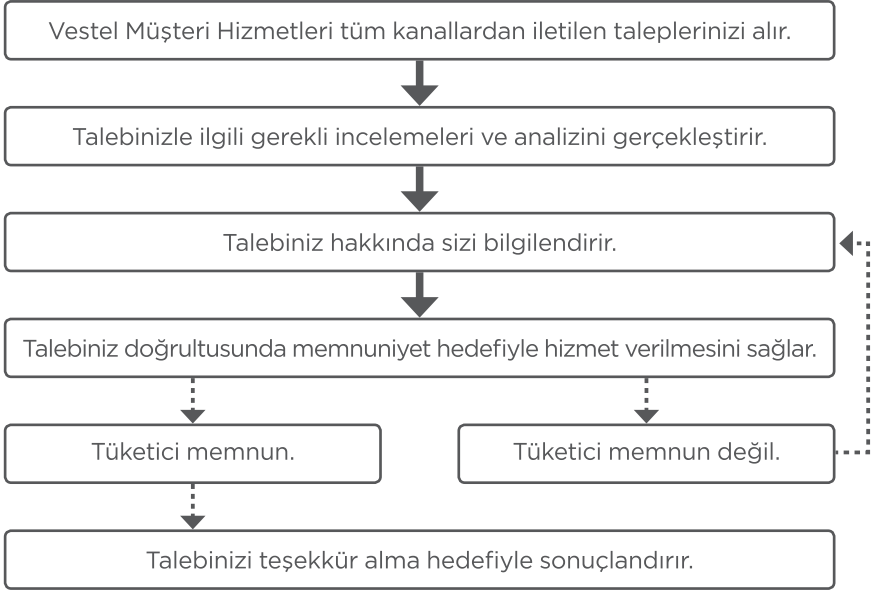 Vestel Müşteri Hizmetleri tüm kanallardan iletilen taleplerinizi alır.
Talebinizle ilgili gerekli incelemeleri ve analizini gerçekleştirir.
Talebiniz hakkında sizi bilgilendirir.
Talebiniz doğrultusunda memnuniyet hedefiyle hizmet verilmesini sağlar.
Tüketici memnun.
Tüketici memnun değil.
Talebinizi teşekkür alma hedefiyle sonuçlandırır.